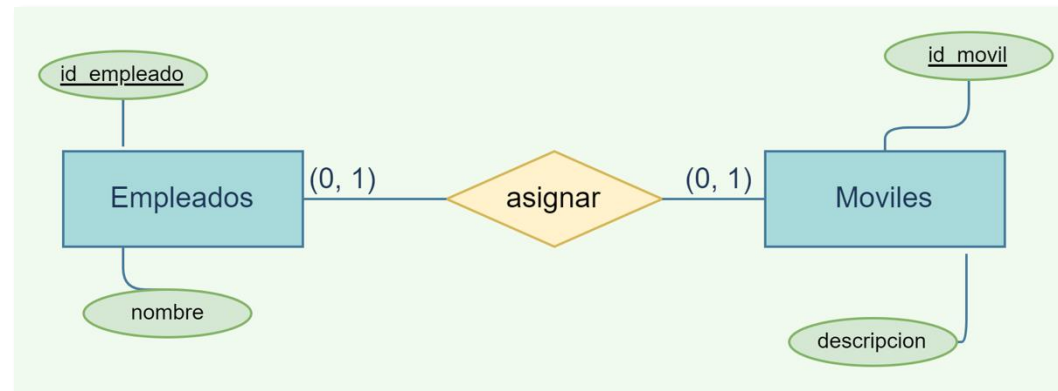 id_empleado
id_movil
Empleados
(0, 1)
asignar
(0, 1)
Moviles
nombre
descripcion